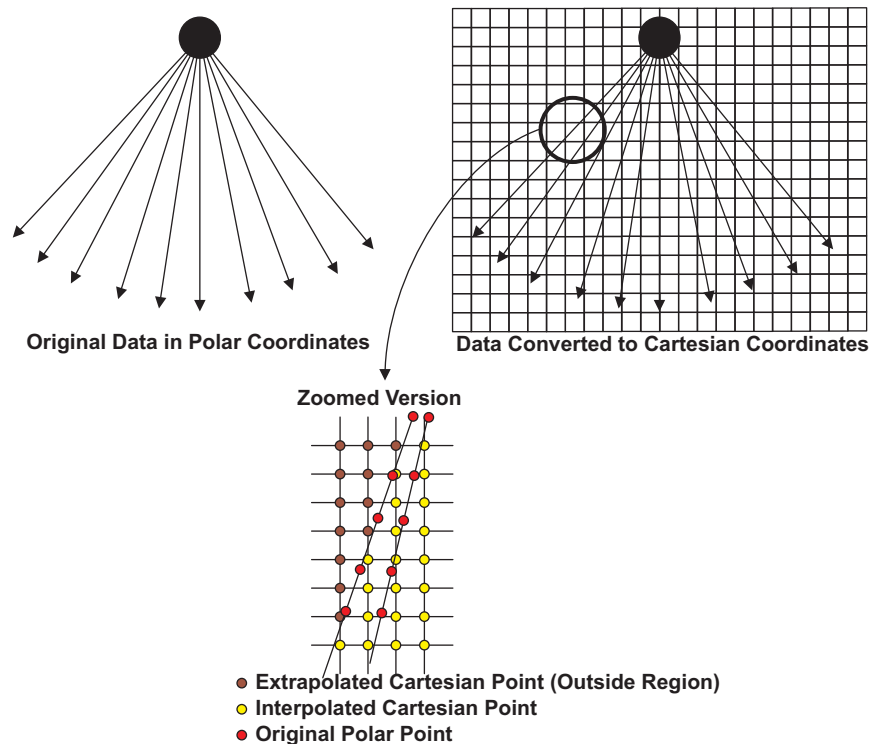 Original Data in Polar Coordinates
Data Converted to Cartesian Coordinates
Zoomed Version
Extrapolated Cartesian Point (Outside Region)
Interpolated Cartesian Point
Original Polar Point